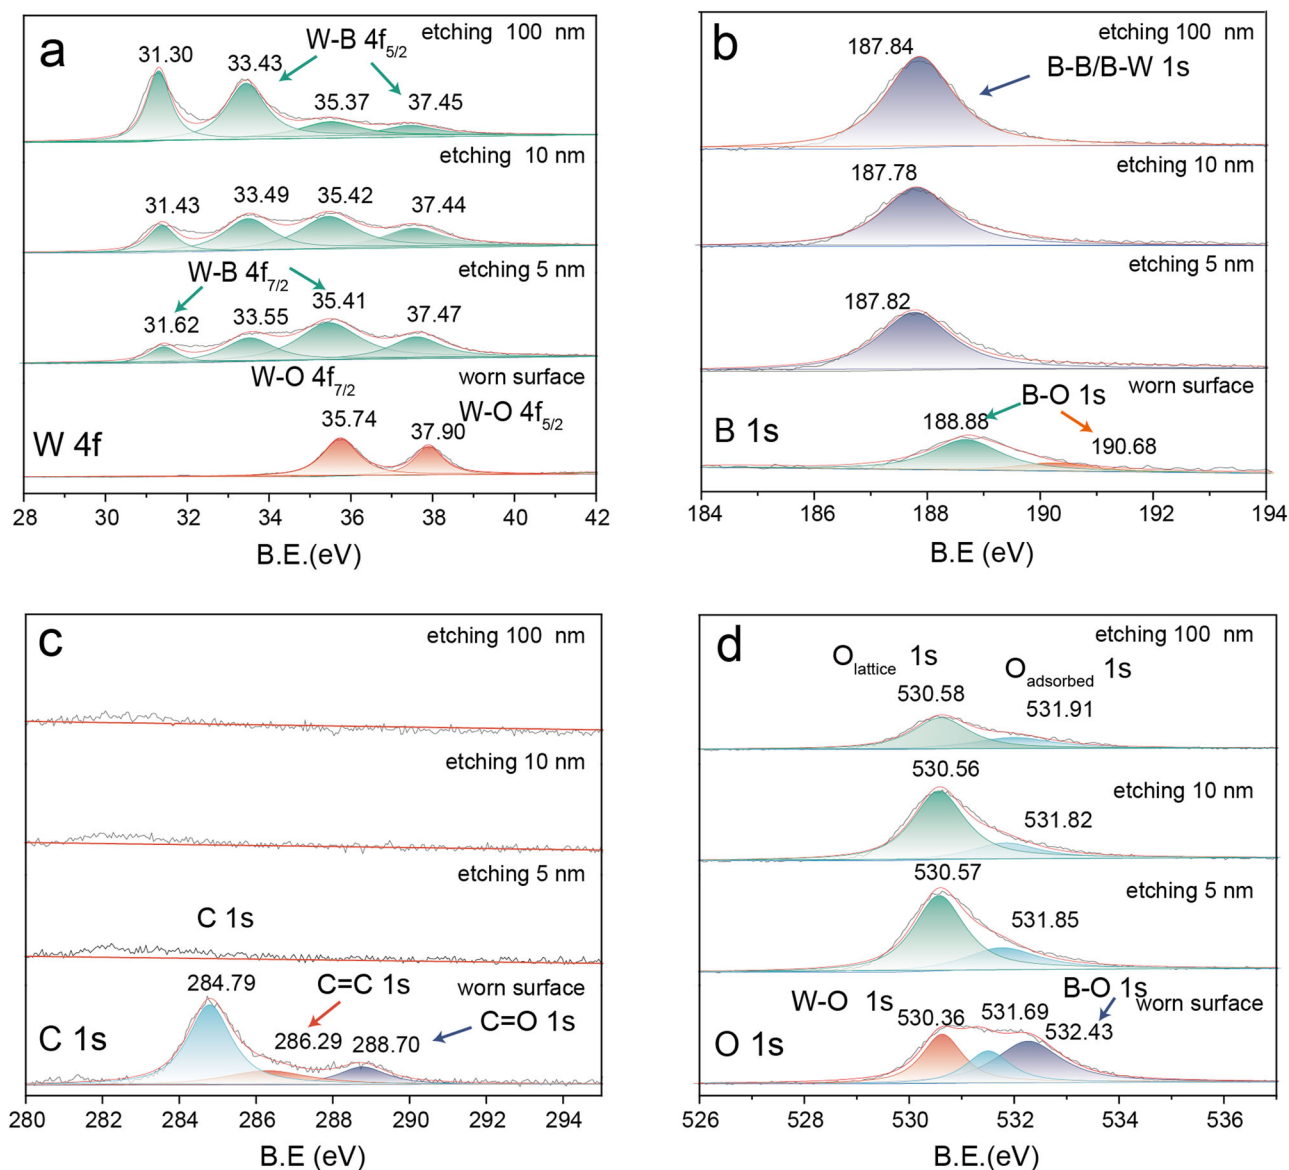 a
etching 100 nm
W-B 4f5/2
31.30
33.43
35.37
37.45
etching 10 nm
31.43
33.49
35.42
37.44
etching 5 nm
W-B 4f7/2
31.62
33.55
35.41
37.47
worn surface
W-O 4f7/2
W-O 4f5/2
35.74
37.90
W 4f
28 30 32 34 36 38 40 42
B.E.(eV)
b
etching 100 nm
187.84
B-B/B-W 1s
etching 10 nm
187.78
etching 5 nm
187.82
worn surface
B-O 1s
188.88
190.68
B 1s
184 186 188 190 192 194
B.E (eV)
c
etching 100 nm
etching 10 nm
etching 5 nm
C 1s
284.79
worn surface
C=C 1s
286.29
C=O 1s
288.70
C 1s
280 282 284 286 288 290 292 294
B.E (eV)
d
etching 100 nm
Olattice 1s
Oadsorbed 1s
530.58
531.91
etching 10 nm
530.56
531.82
etching 5 nm
530.57
531.85
worn surface
W-O 1s
530.36
531.69
B-O 1s
532.43
O 1s
526 528 530 532 534 536
B.E. (eV)